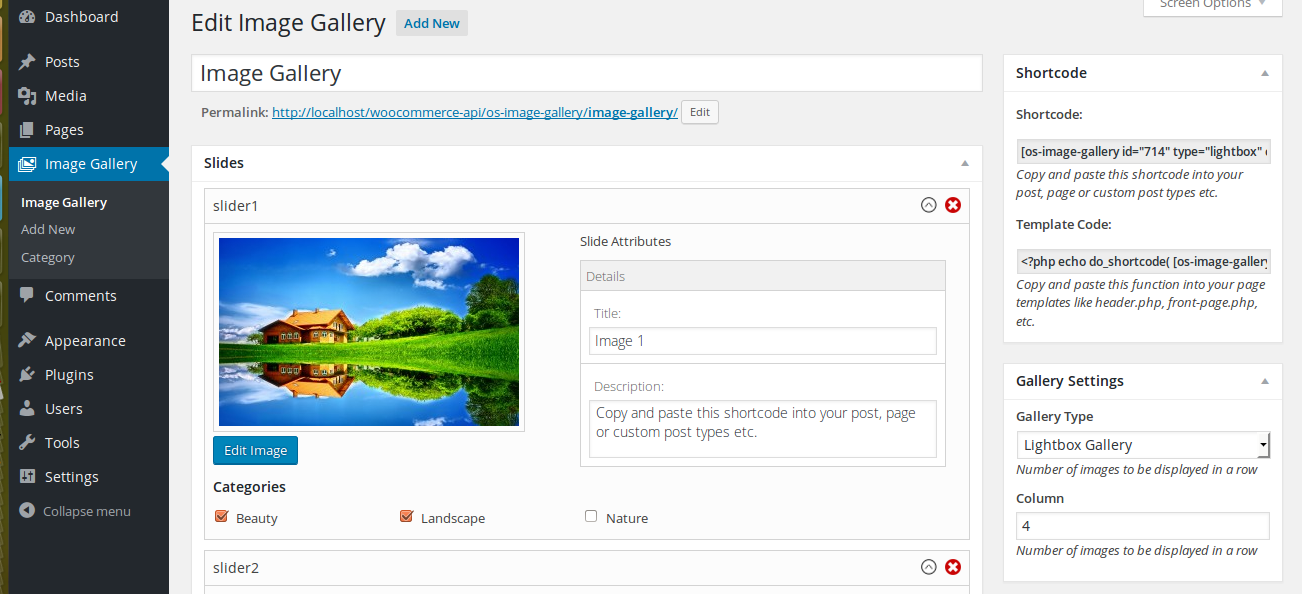 Dashboard
Posts
Media
Pages
Image Gallery
Image Gallery
Add New
Category
Comments
Appearance
Plugins
Users
Tools
Settings
Collapse menu
Screen Options
Edit Image Gallery
Add New
Image Gallery
Permalink: http://localhost/woocommerce-api/os-image-gallery/image-gallery/ Edit
Slides
slider1
Edit Image
Slide Attributes
Details
Title:
Image 1
Description:
Copy and paste this shortcode into your post, page
or custom post types etc.
Categories
Beauty
Landscape
Nature
slider2
Shortcode
Shortcode:
[os-image-gallery id="714" type="lightbox"
Copy and paste this shortcode into your
post, page or custom post types etc.
Template Code:
<?php echo do_shortcode( [os-image-gallery
Copy and paste this function into your page
templates like header.php, front-page.php,
etc.
Gallery Settings
Gallery Type
Lightbox Gallery
Number of images to be displayed in a row
Column
4
Number of images to be displayed in a row